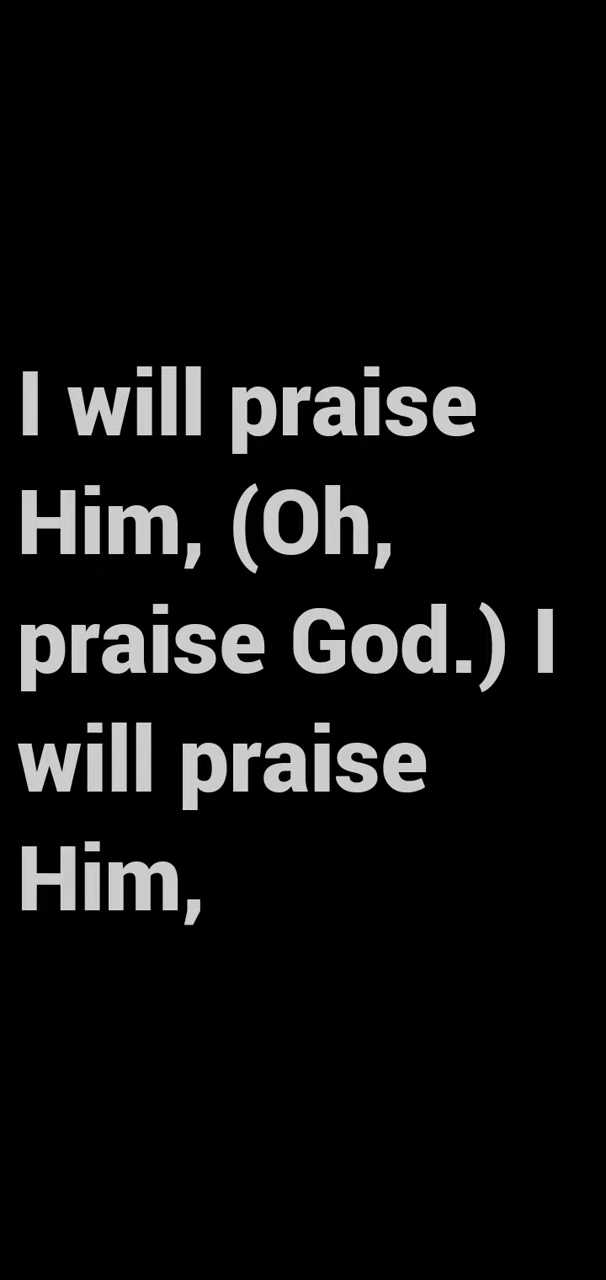 I will praise
Him, (Oh,
praise God.) I
will praise
Him,